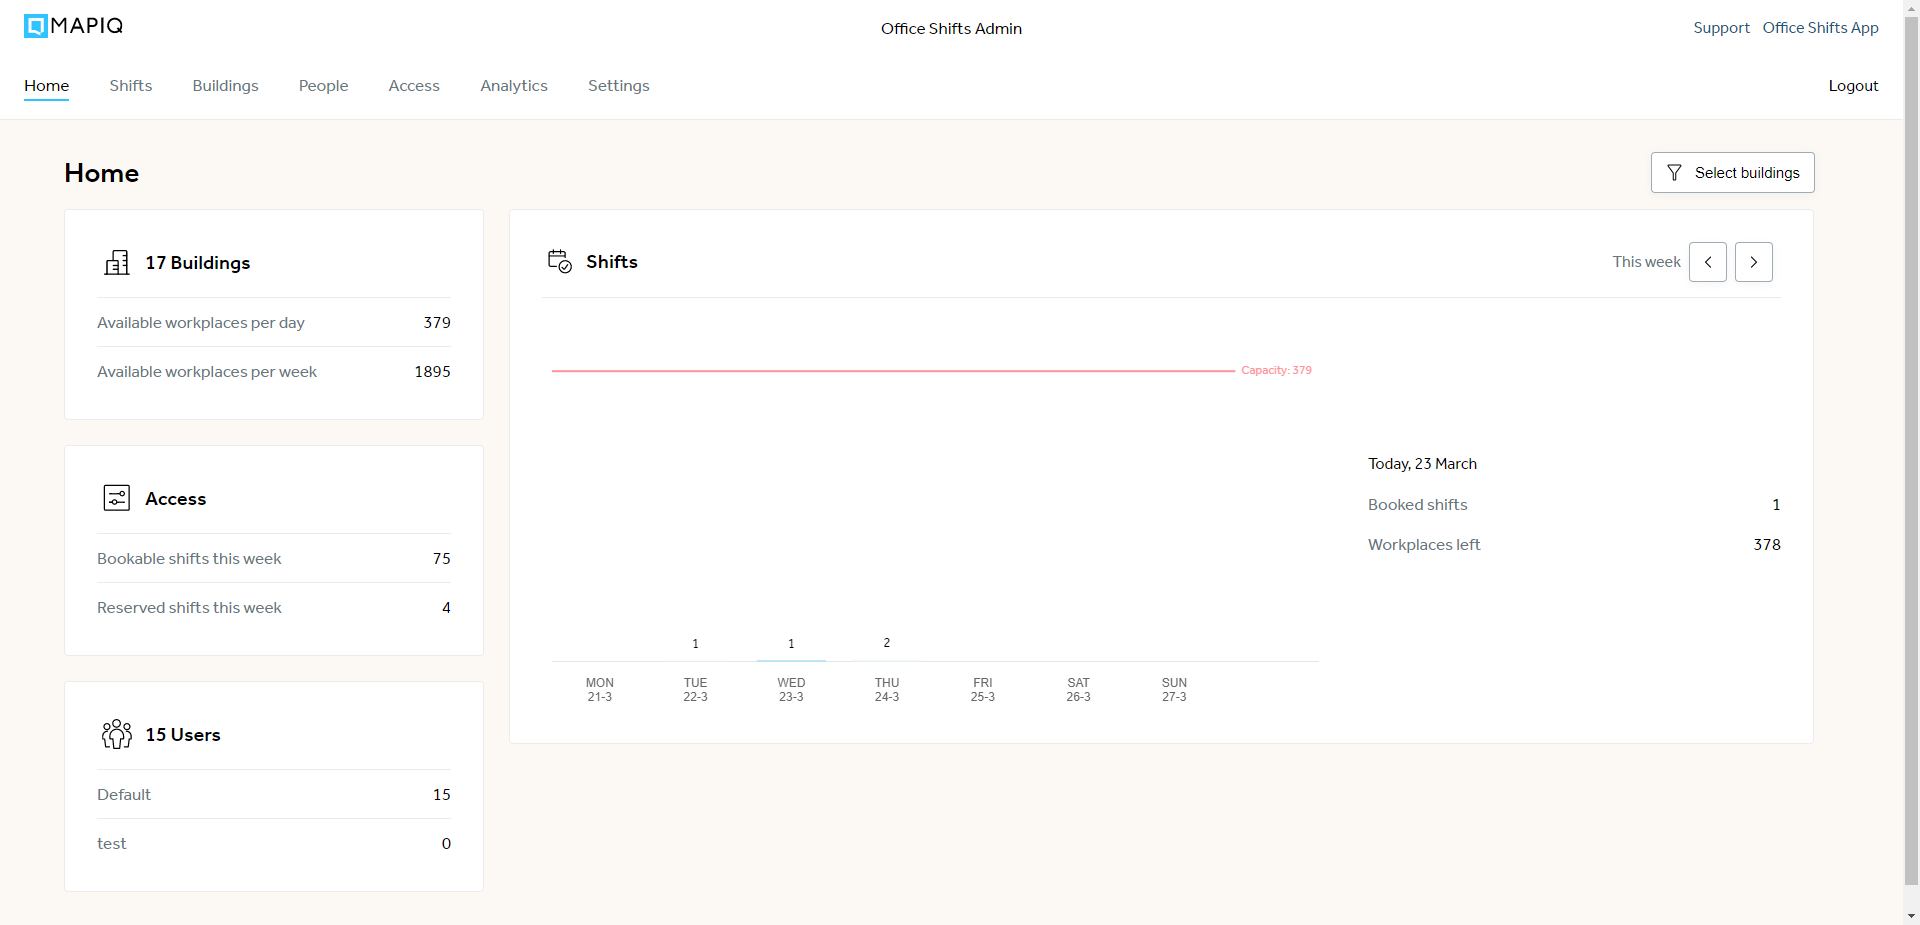 MAPIQ
Office Shifts Admin
Support Office Shifts App
Home Shifts Buildings People Access Analytics Settings Logout
Home
Select buildings
17 Buildings
Available workplaces per day 379
Available workplaces per week 1895
Access
Bookable shifts this week 75
Reserved shifts this week 4
15 Users
Default 15
test 0
Shifts
This week
Capacity: 379
1 1 2
MON TUE WED THU FRI SAT SUN
21-3 22-3 23-3 24-3 25-3 26-3 27-3
Today, 23 March
Booked shifts 1
Workplaces left 378